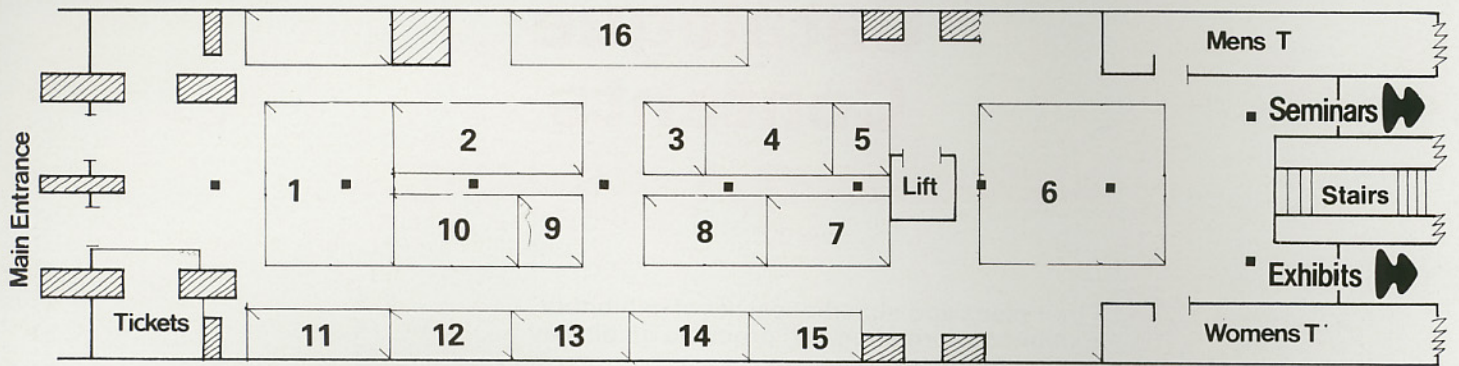 16
Mens T
Seminars
2
3
4
5
Main Entrance
1
Lift
6
Stairs
10
9
8
7
Exhibits
Tickets
11
12
13
14
15
Womens T